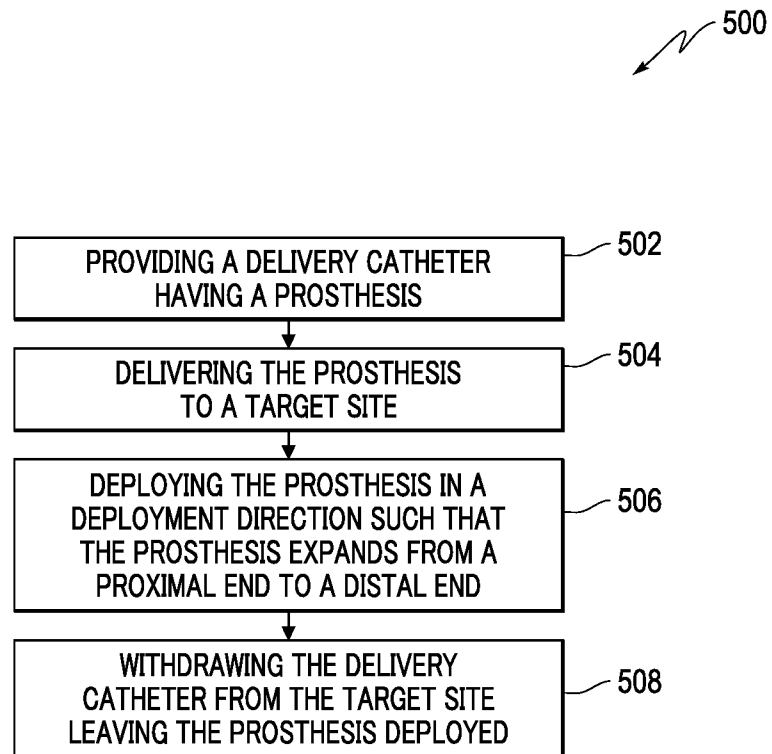 500
PROVIDING A DELIVERY CATHETER
HAVING A PROSTHESIS
502
DELIVERING THE PROSTHESIS
TO A TARGET SITE
504
DEPLOYING THE PROSTHESIS IN A
DEPLOYMENT DIRECTION SUCH THAT
THE PROSTHESIS EXPANDS FROM A
PROXIMAL END TO A DISTAL END
506
WITHDRAWING THE DELIVERY
CATHETER FROM THE TARGET SITE
LEAVING THE PROSTHESIS DEPLOYED
508